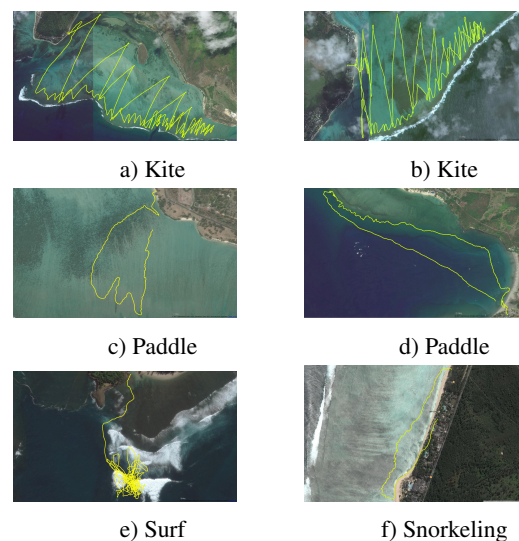 a) Kite
b) Kite
c) Paddle
d) Paddle
e) Surf
f) Snorkeling